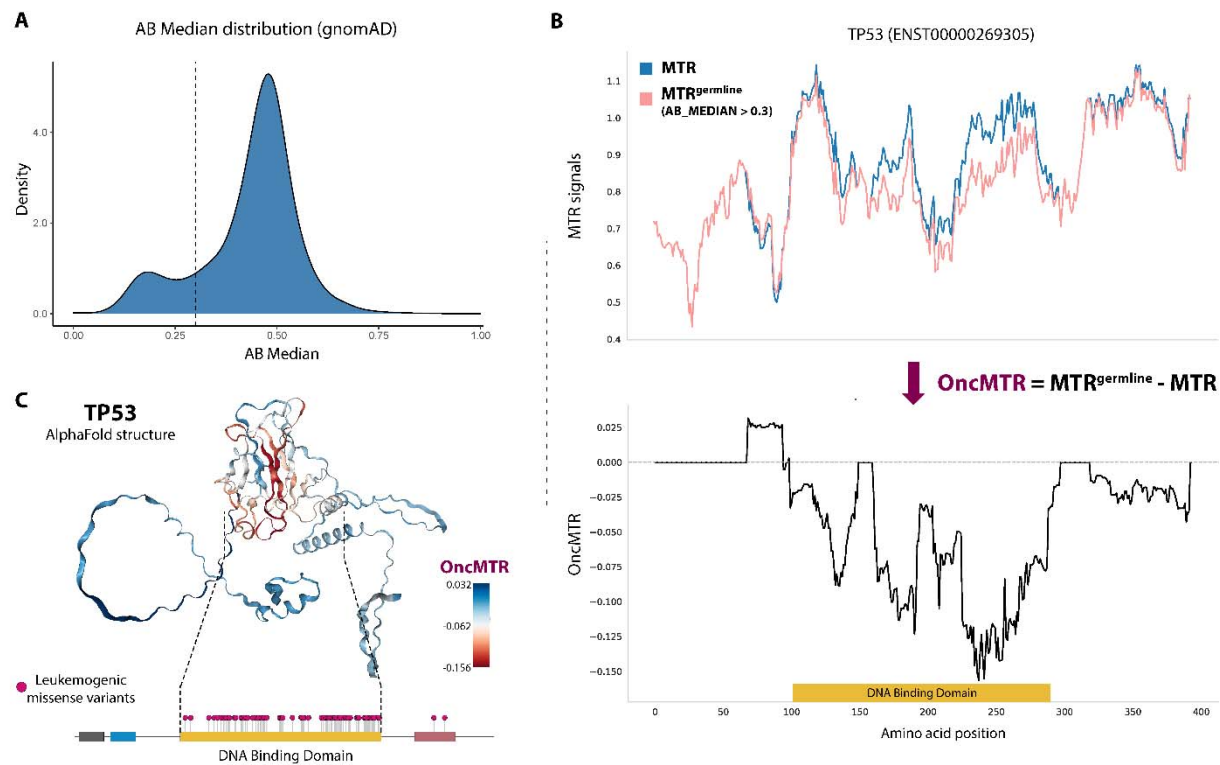 A
AB Median distribution (gnomAD)
Density
4.0
2.0
0.0
0.00
0.25
0.50
0.75
1.00
AB Median
B
TP53 (ENST00000269305)
MTR
MTRgermline
(AB_MEDIAN > 0.3)
MTR signals
1.1
1.0
0.9
0.8
0.7
0.6
0.5
0.4
OncMTR = MTRgermline - MTR
OncMTR
0.025
0.000
−0.025
−0.050
−0.075
−0.100
−0.125
−0.150
DNA Binding Domain
0
50
100
150
200
250
300
350
400
Amino acid position
C
TP53
AlphaFold structure
OncMTR
0.032
-0.062
-0.156
Leukemogenic
missense variants
DNA Binding Domain